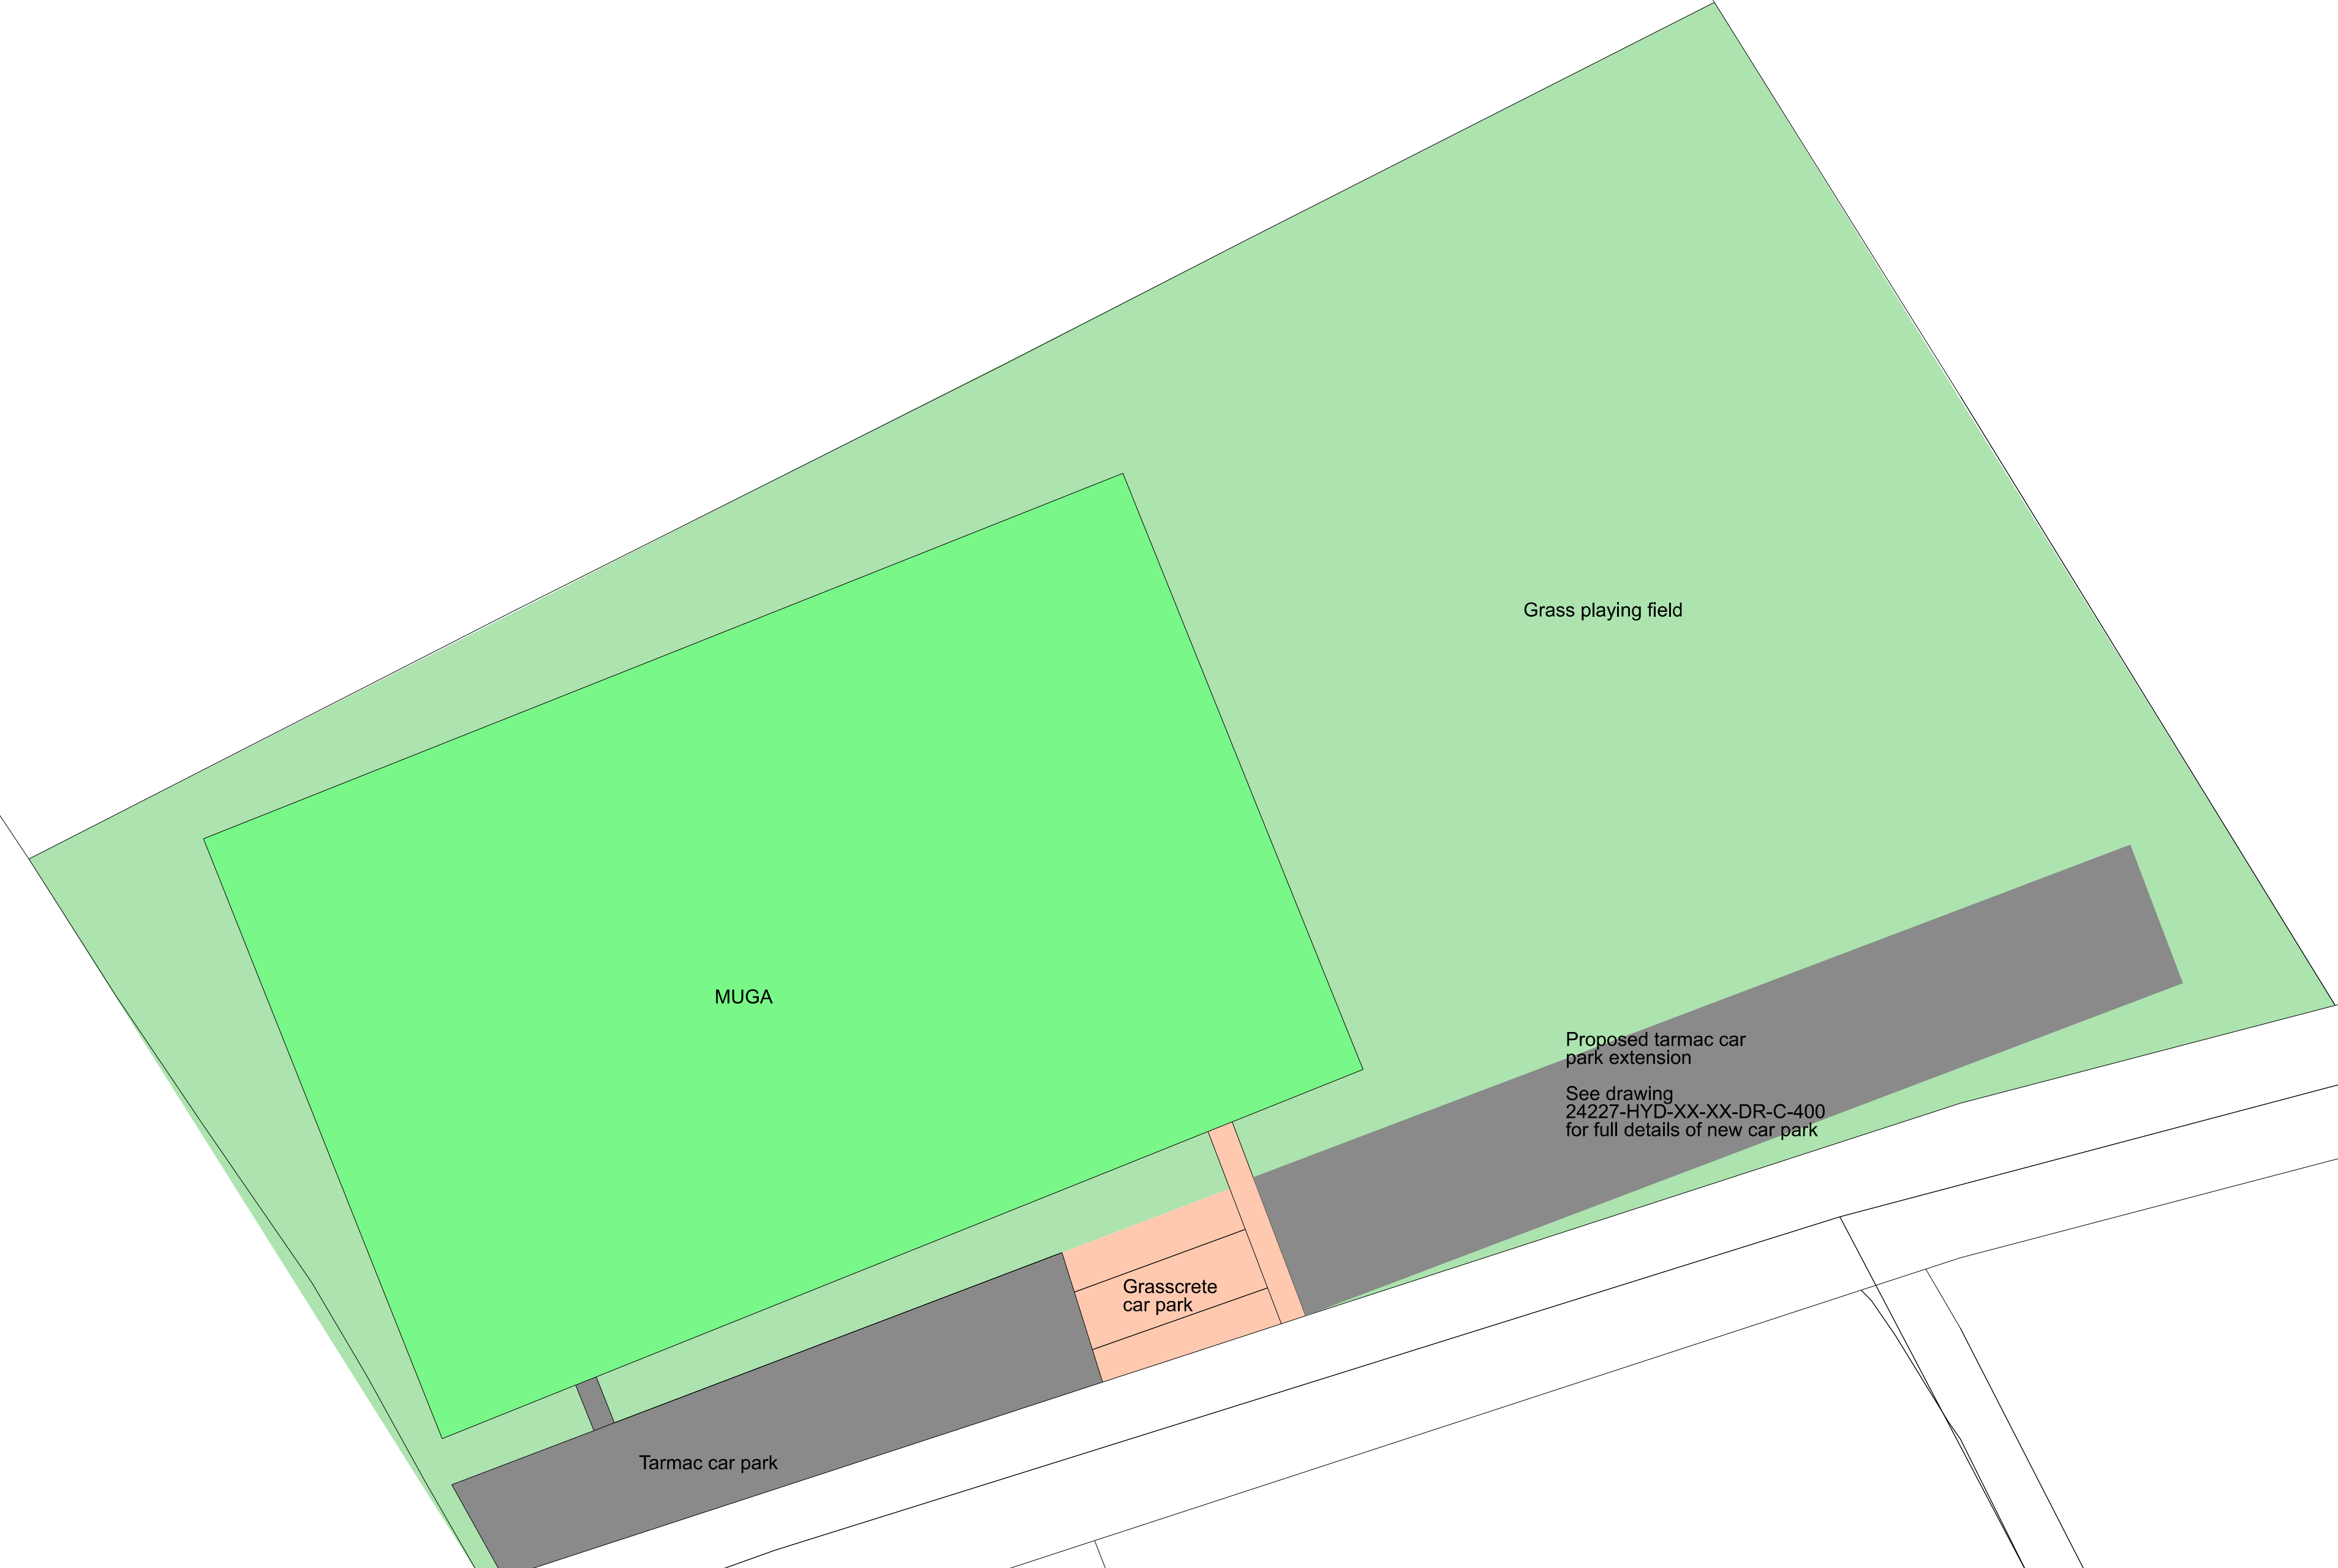 Grass playing field
MUGA
Proposed tarmac car
park extension
See drawing
24227-HYD-XX-XX-DR-C-400
for full details of new car park
Grasscrete
car park
Tarmac car park